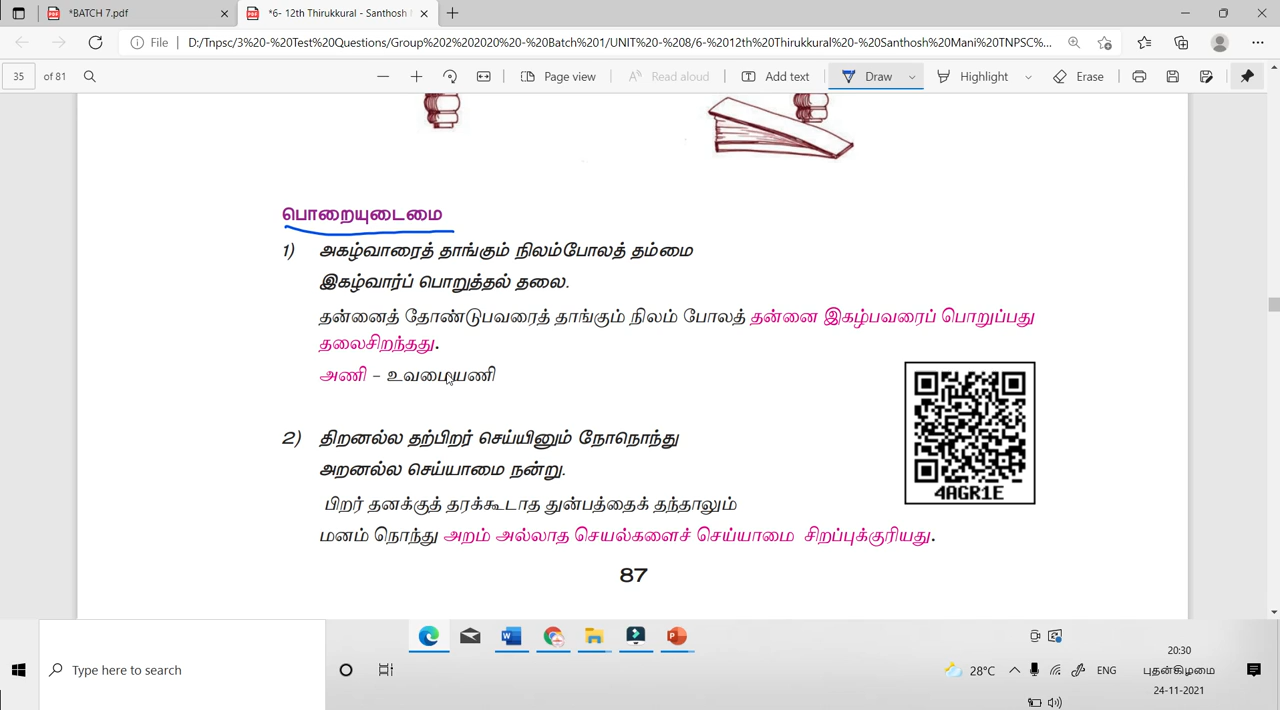 *BATCH 7.pdf
*6- 12th Thirukkural - Santhosh
File
D:/Tnpsc/3%20-%20Test%20Questions/Group%202%202020%20-%20Batch%201/UNIT%20-%208/6-%2012th%20Thirukkural%20-%20Santhosh%20Mani%20TNPSC%...
35 of 81
Page view
Read aloud
Add text
Draw
Highlight
Erase
பொறையுடைமை
1) அகழ்வாரைத் தாங்கும் நிலம்போலத் தம்மை
இகழ்வார்ப் பொறுத்தல் தலை.
தன்னைத் தோண்டுபவரைத் தாங்கும் நிலம் போலத் தன்னை இகழ்பவரைப் பொறுப்பது
தலைசிறந்தது.
அணி – உவமையணி
4AGR1E
2) திறனல்ல தற்பிறர் செய்யினும் நோநொந்து
அறனல்ல செய்யாமை நன்று.
பிறர் தனக்குத் தரக்கூடாத துன்பத்தைக் தந்தாலும்
மனம் நொந்து அறம் அல்லாத செயல்களைச் செய்யாமை சிறப்புக்குரியது.
87
Type here to search
28°C
ENG
20:30
புதன்கிழமை
24-11-2021